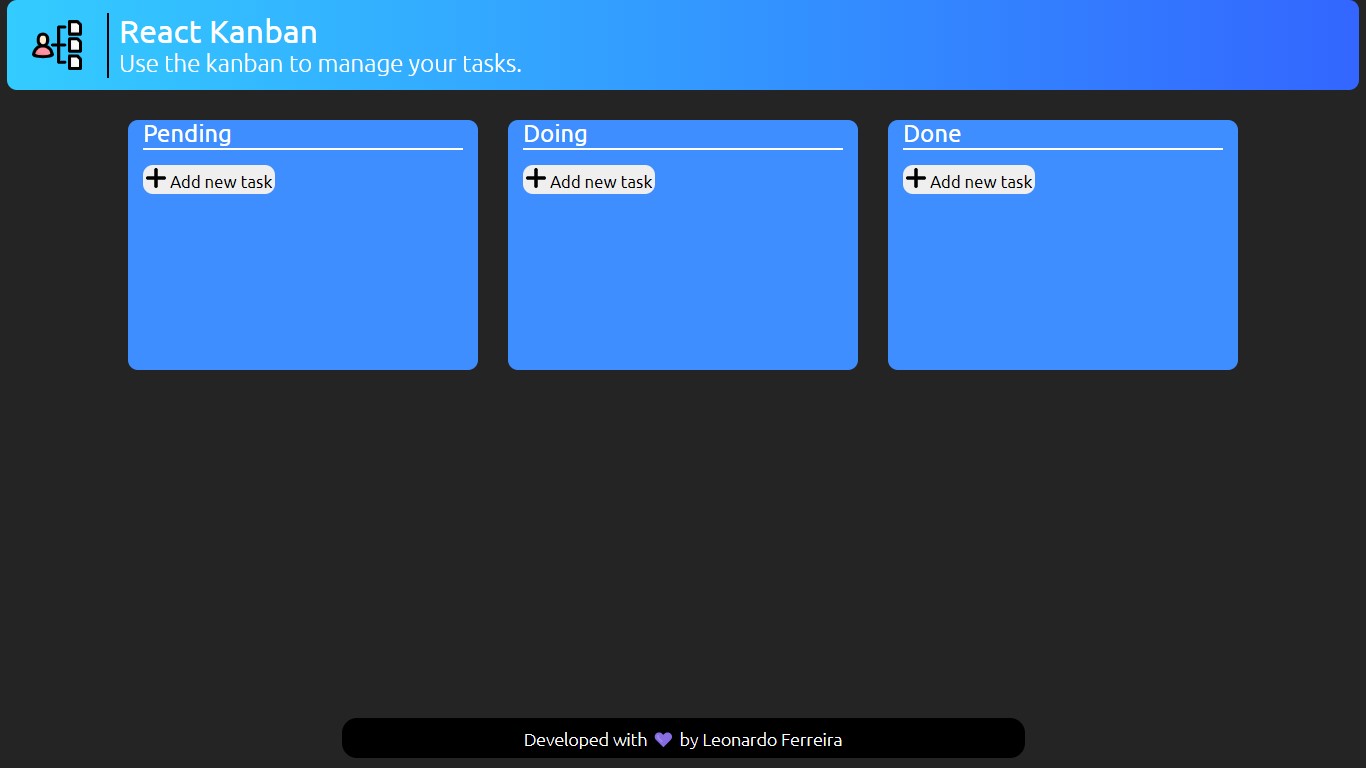 React Kanban
Use the kanban to manage your tasks.
Pending
Add new task
Doing
Add new task
Done
Add new task
Developed with 💜 by Leonardo Ferreira